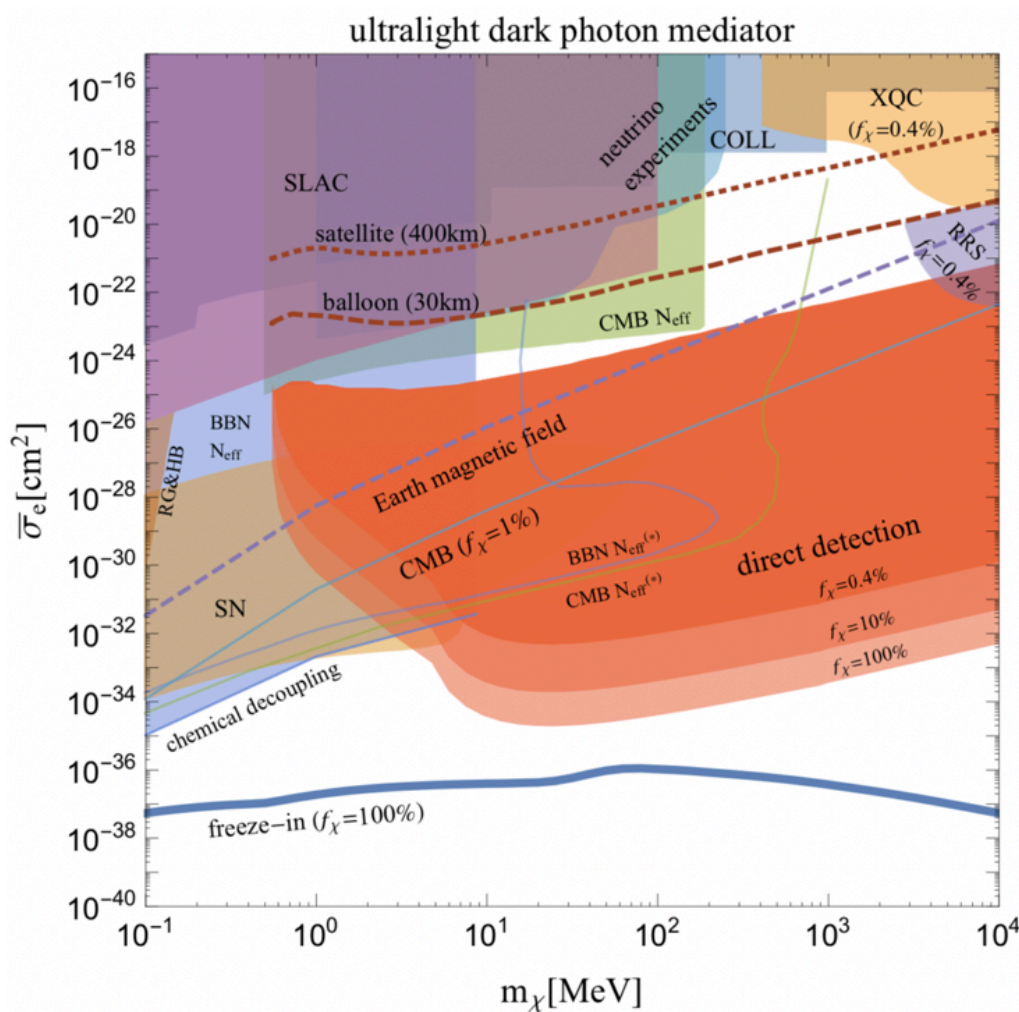 ultralight dark photon mediator
10⁻¹⁶
10⁻¹⁸
10⁻²⁰
10⁻²²
10⁻²⁴
10⁻²⁶
10⁻²⁸
10⁻³⁰
10⁻³²
10⁻³⁴
10⁻³⁶
10⁻³⁸
10⁻⁴⁰
σ̅ₑ[cm²]
XQC
(fχ=0.4%)
neutrino
experiments
COLL
SLAC
satellite (400km)
RRS
fχ=0.4%
balloon (30km)
CMB Neff
BBN
Neff
RG&HB
Earth magnetic field
CMB (fχ=1%)
BBN Neff(*)
CMB Neff(*)
direct detection
fχ=0.4%
fχ=10%
fχ=100%
SN
chemical decoupling
freeze-in (fχ=100%)
10⁻¹ 10⁰ 10¹ 10² 10³ 10⁴
mχ[MeV]